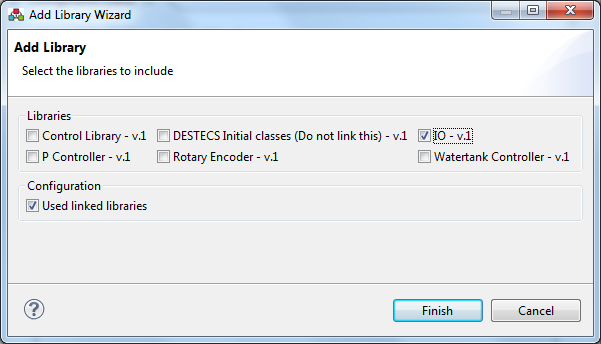 Add Library Wizard
Add Library
Select the libraries to include
Libraries
Control Library - v.1 DESTECS Initial classes (Do not link this) - v.1 IO - v.1
P Controller - v.1 Rotary Encoder - v.1 Watertank Controller - v.1
Configuration
Used linked libraries
? Finish Cancel